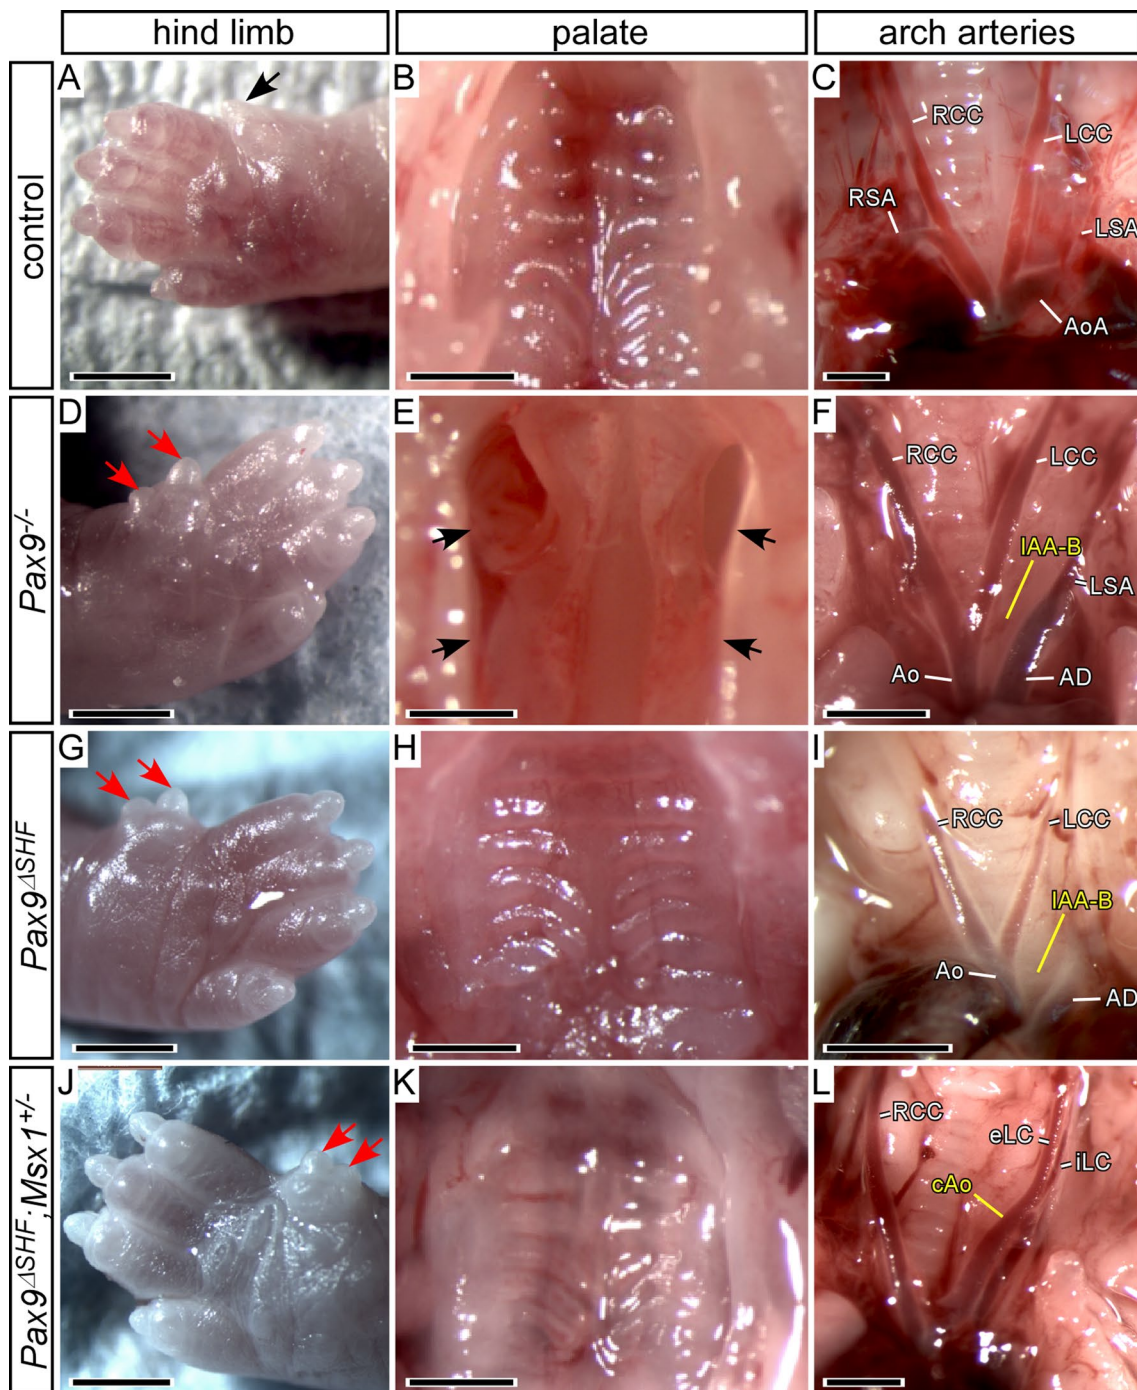 hind limb
palate
arch arteries
control
A
B
C
RCC
LCC
RSA
LSA
AoA
Pax9-/-
D
E
F
RCC
LCC
IAA-B
LSA
Ao
AD
Pax9ΔSHF
G
H
I
RCC
LCC
IAA-B
Ao
AD
Pax9ΔSHF;Msx1+/-
J
K
L
RCC
eLC
iLC
cAo